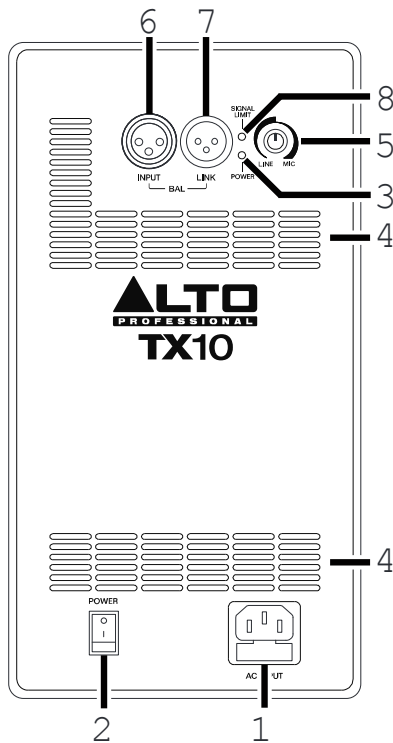 6 7
SIGNAL
LIMIT
8
5
LINE MIC
INPUT LINK
BAL
POWER
3
4
ALTO
PROFESSIONAL
TX10
4
POWER
O
I
2 1